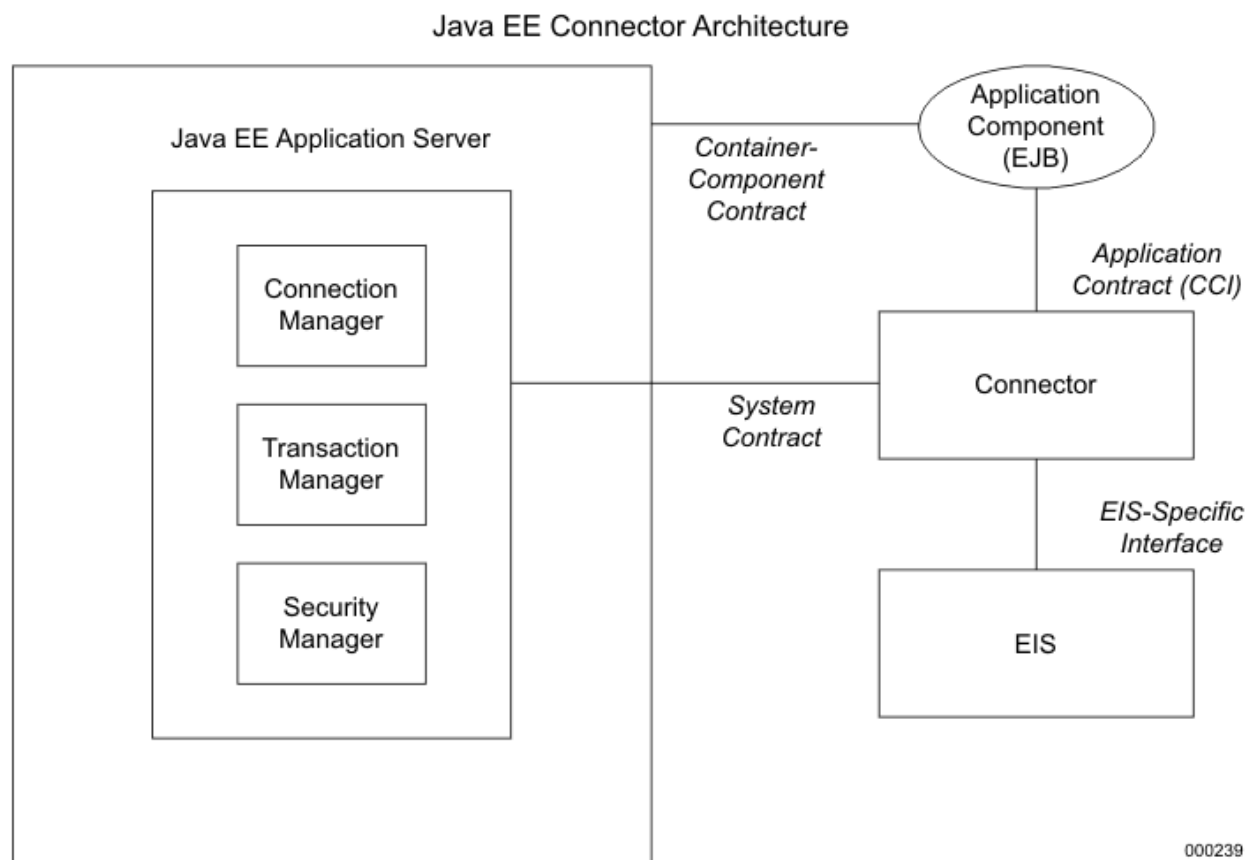 Java EE Connector Architecture
Java EE Application Server
Connection
Manager
Transaction
Manager
Security
Manager
Container-
Component
Contract
System
Contract
Application
Component
(EJB)
Application
Contract (CCI)
Connector
EIS-Specific
Interface
EIS
000239